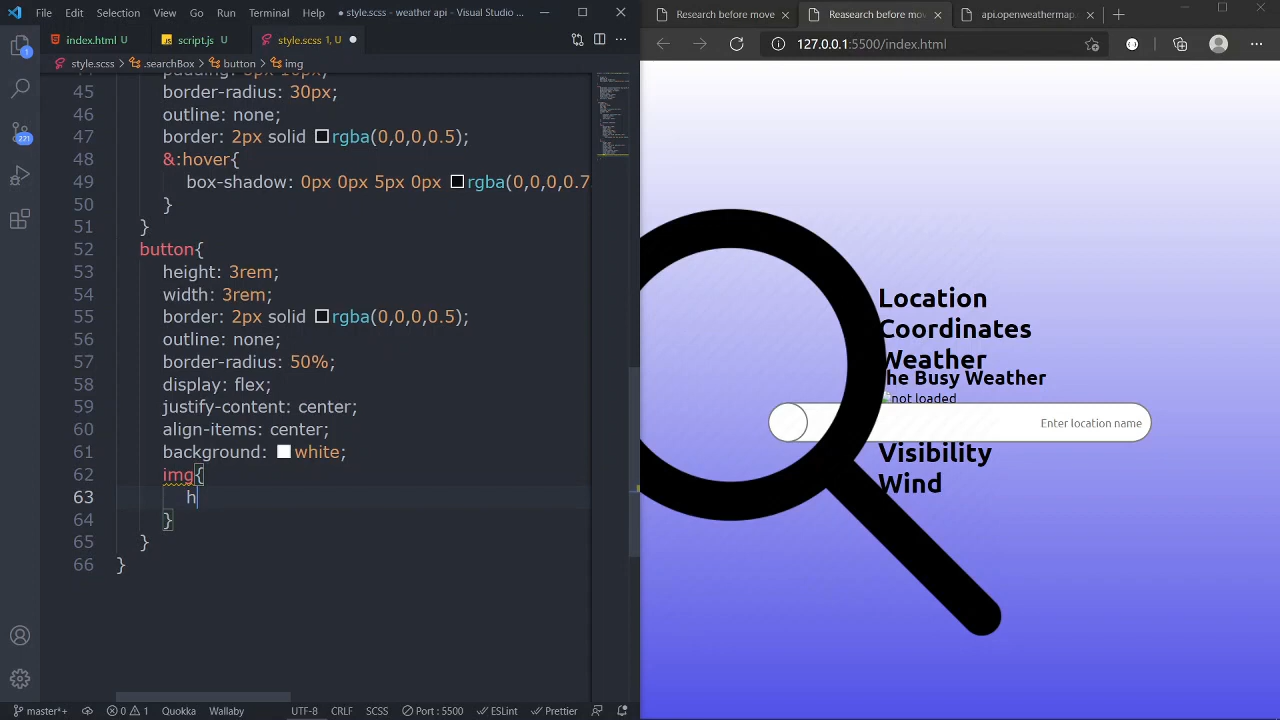 File Edit Selection View Go Run Terminal Help ● style.scss - weather api - Visual Studio ...
index.html U script.js U style.scss 1, U ●
style.scss > .searchBox > button > img
45 border-radius: 30px;
46 outline: none;
47 border: 2px solid rgba(0,0,0,0.5);
48 &:hover{
49 box-shadow: 0px 0px 5px 0px rgba(0,0,0,0.7
50 }
51 }
52 button{
53 height: 3rem;
54 width: 3rem;
55 border: 2px solid rgba(0,0,0,0.5);
56 outline: none;
57 border-radius: 50%;
58 display: flex;
59 justify-content: center;
60 align-items: center;
61 background: white;
62 img{
63 h
64 }
65 }
66 }
1
221
master*+ 0 1 Quokka Wallaby UTF-8 CRLF SCSS Port : 5500 ESLint Prettier
Research before move Reasearch before mov api.openweathermap.
127.0.0.1:5500/index.html
Location
Coordinates
Weather
he Busy Weather
not loaded
Enter location name
Visibility
Wind